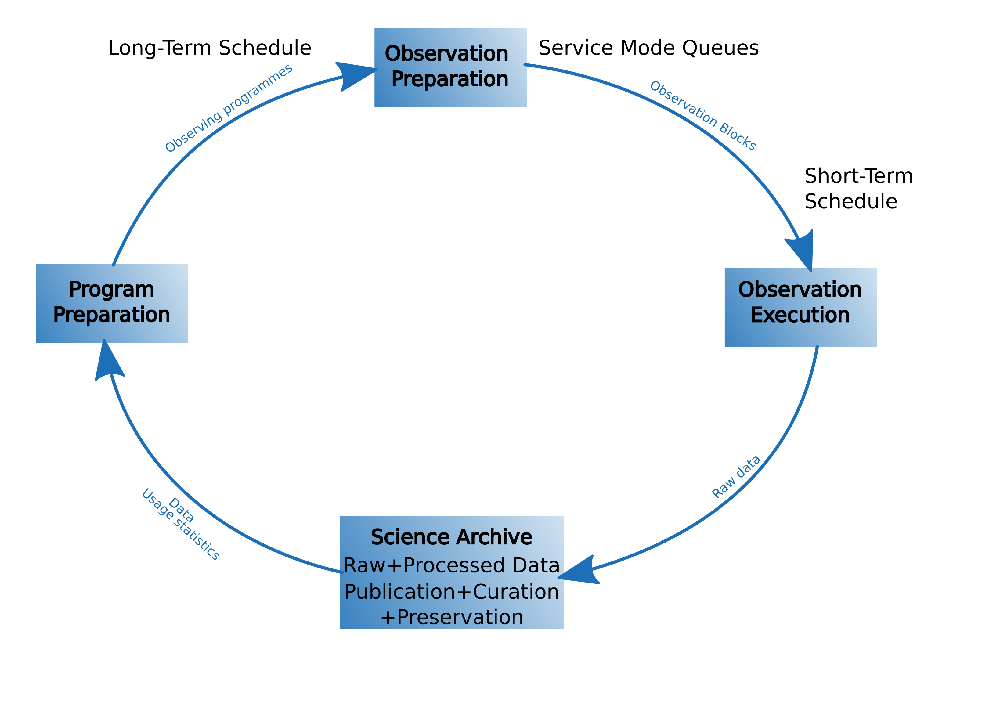 Long-Term Schedule
Observing programmes
Observation
Preparation
Service Mode Queues
Observation Blocks
Short-Term
Schedule
Program
Preparation
Observation
Execution
Raw data
Data
Usage statistics
Science Archive
Raw+Processed Data
Publication+Curation
+Preservation